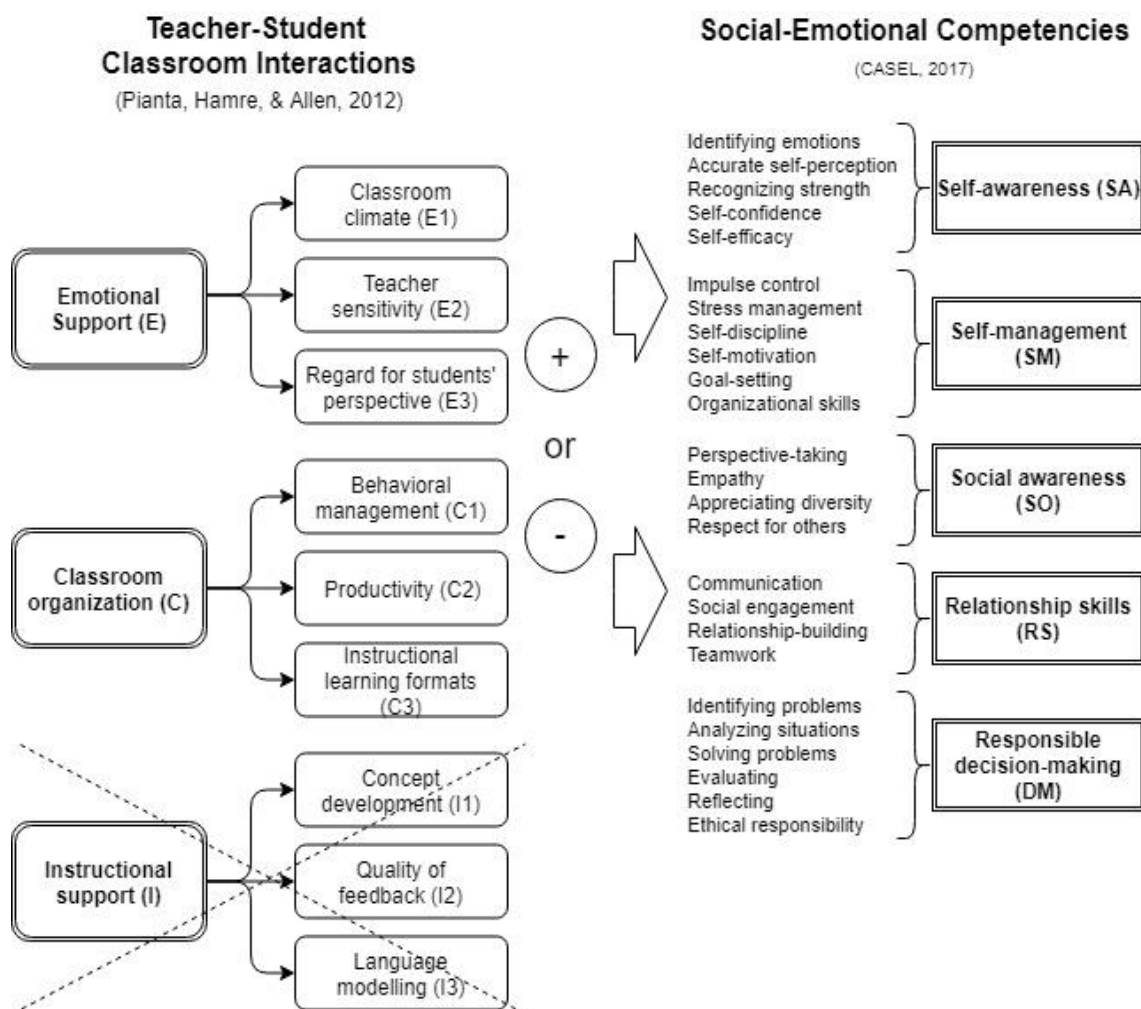 Teacher-Student
Classroom Interactions
(Pianta, Hamre, & Allen, 2012)
Emotional
Support (E)
Classroom
climate (E1)
Teacher
sensitivity (E2)
Regard for students'
perspective (E3)
Classroom
organization (C)
Behavioral
management (C1)
Productivity (C2)
Instructional
learning formats
(C3)
Instructional
support (I)
Concept
development (I1)
Quality of
feedback (I2)
Language
modelling (I3)
+
or
-
Social-Emotional Competencies
(CASEL, 2017)
Identifying emotions
Accurate self-perception
Recognizing strength
Self-confidence
Self-efficacy
Self-awareness (SA)
Impulse control
Stress management
Self-discipline
Self-motivation
Goal-setting
Organizational skills
Self-management
(SM)
Perspective-taking
Empathy
Appreciating diversity
Respect for others
Social awareness
(SO)
Communication
Social engagement
Relationship-building
Teamwork
Relationship skills
(RS)
Identifying problems
Analyzing situations
Solving problems
Evaluating
Reflecting
Ethical responsibility
Responsible
decision-making
(DM)